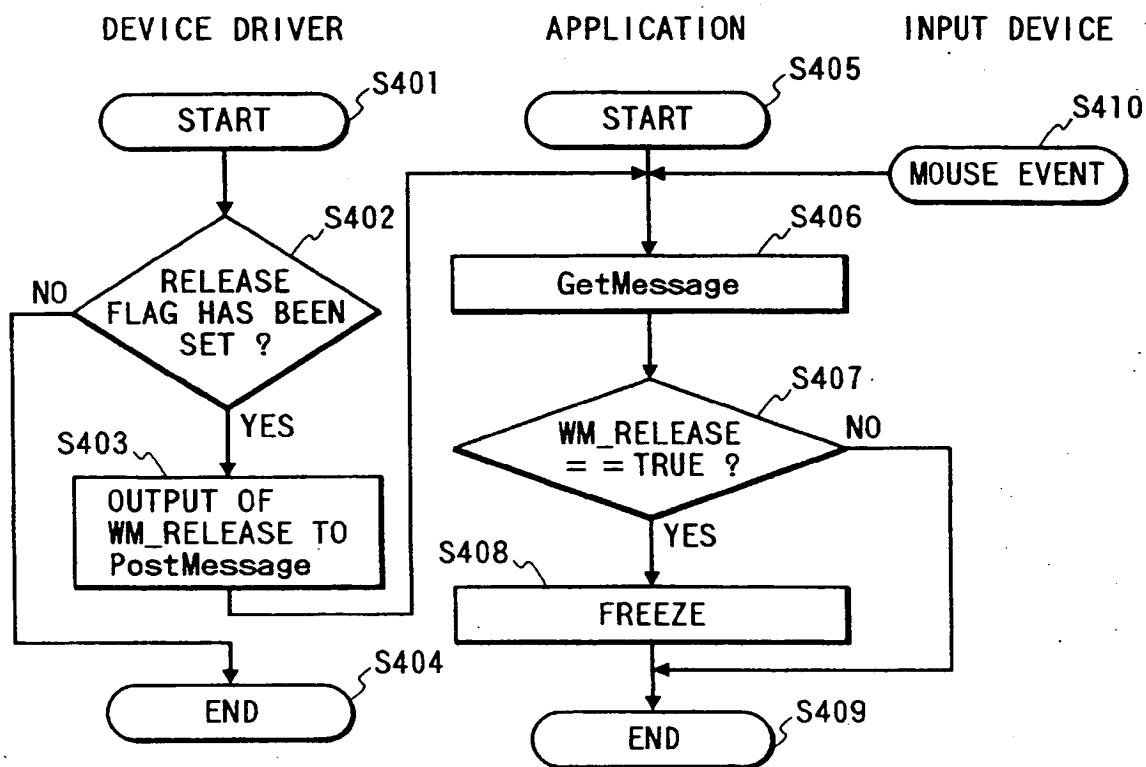 DEVICE DRIVER
APPLICATION
INPUT DEVICE
S401
START
S402
RELEASE
FLAG HAS BEEN
SET ?
NO
YES
S403
OUTPUT OF
WM_RELEASE TO
PostMessage
S404
END
S405
START
S410
MOUSE EVENT
S406
GetMessage
S407
WM_RELEASE
= = TRUE ?
NO
YES
S408
FREEZE
S409
END